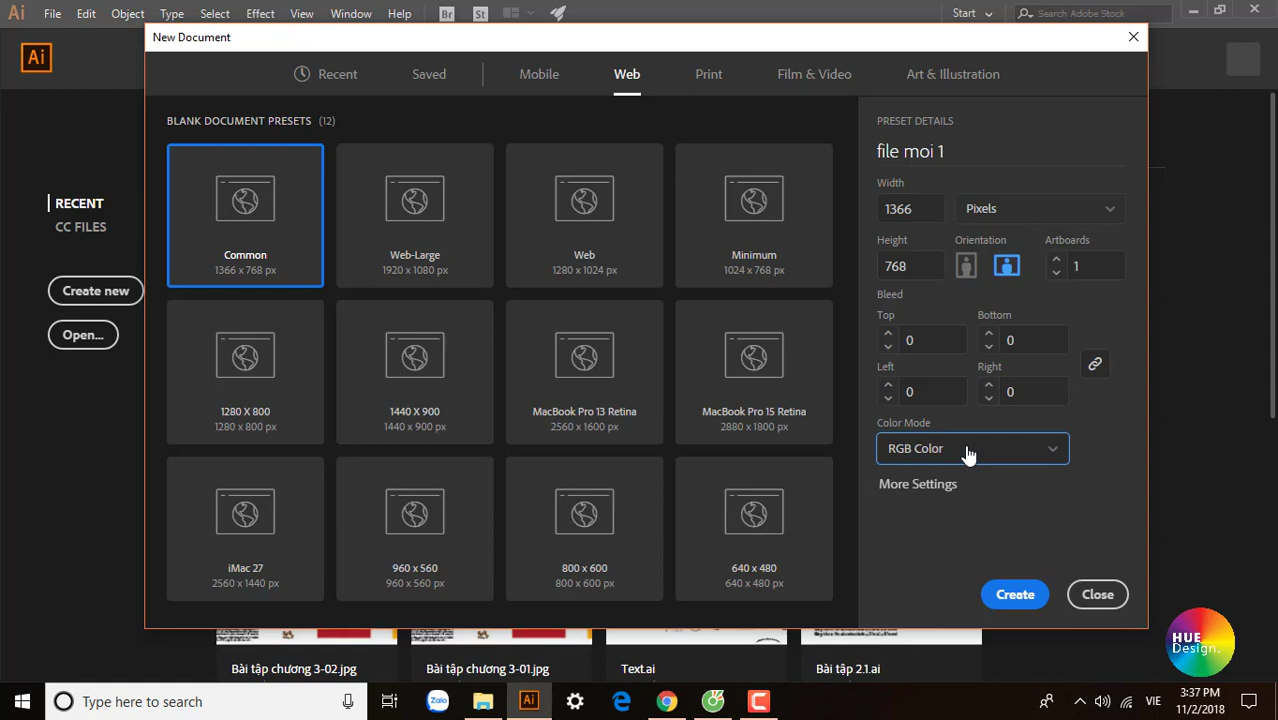 Ai File Edit Object Type Select Effect View Window Help Br St Start Search Adobe Stock
New Document
Ai
Recent Saved Mobile Web Print Film & Video Art & Illustration
BLANK DOCUMENT PRESETS (12)
RECENT
CC FILES
Create new
Open...
Common
1366 x 768 px
Web-Large
1920 x 1080 px
Web
1280 x 1024 px
Minimum
1024 x 768 px
1280 X 800
1280 x 800 px
1440 X 900
1440 x 900 px
MacBook Pro 13 Retina
2560 x 1600 px
MacBook Pro 15 Retina
2880 x 1800 px
iMac 27
2560 x 1440 px
960 x 560
960 x 560 px
800 x 600
800 x 600 px
640 x 480
640 x 480 px
PRESET DETAILS
file moi 1
Width
1366 Pixels
Height Orientation Artboards
768 1
Bleed
Top Bottom
0 0
Left Right
0 0
Color Mode
RGB Color
More Settings
Create Close
Bài tập chương 3-02.jpg
Bài tập chương 3-01.jpg
Text.ai
Bài tập 2.1.ai
HUE
Design.
Type here to search
Zalo
Ai
VIE
3:37 PM
11/2/2018